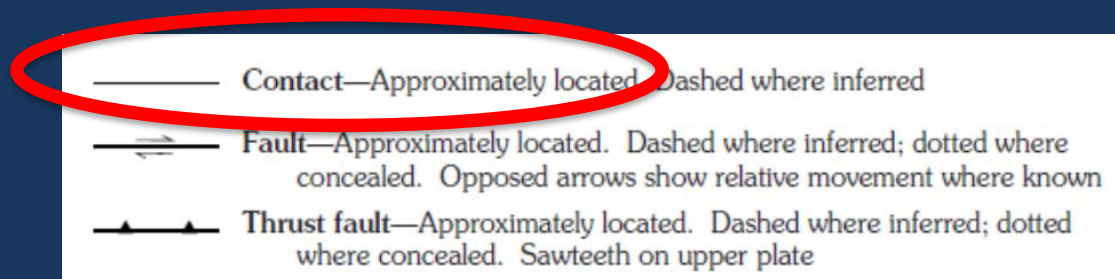 Contact—Approximately located. Dashed where inferred
Fault—Approximately located. Dashed where inferred; dotted where
concealed. Opposed arrows show relative movement where known
Thrust fault—Approximately located. Dashed where inferred; dotted
where concealed. Sawteeth on upper plate